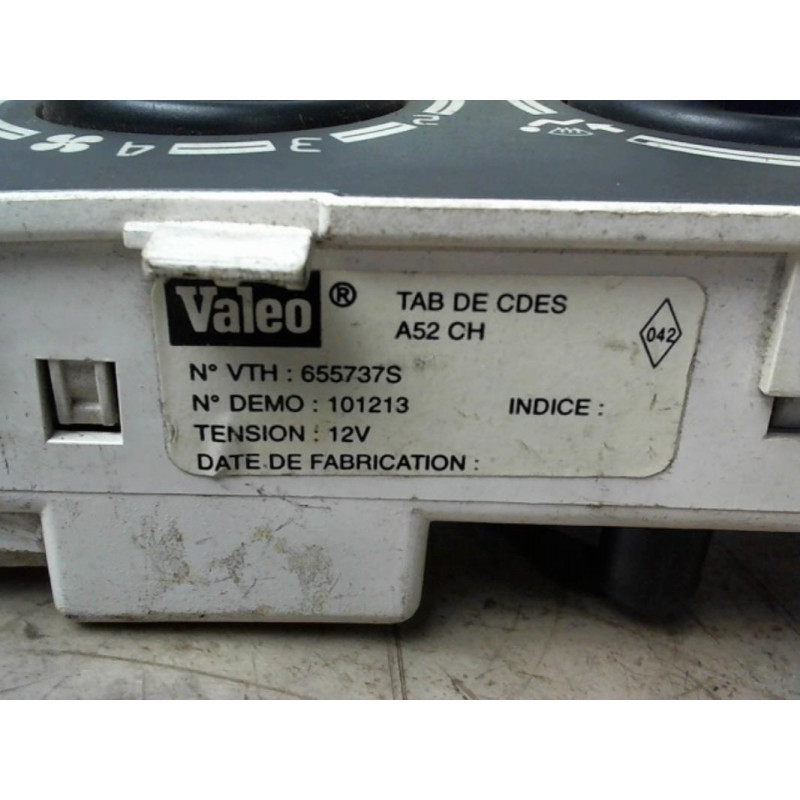 4 3 2
Valeo ® TAB DE CDES
A52 CH
042
N° VTH : 655737S
N° DEMO : 101213 INDICE :
TENSION : 12V
DATE DE FABRICATION :